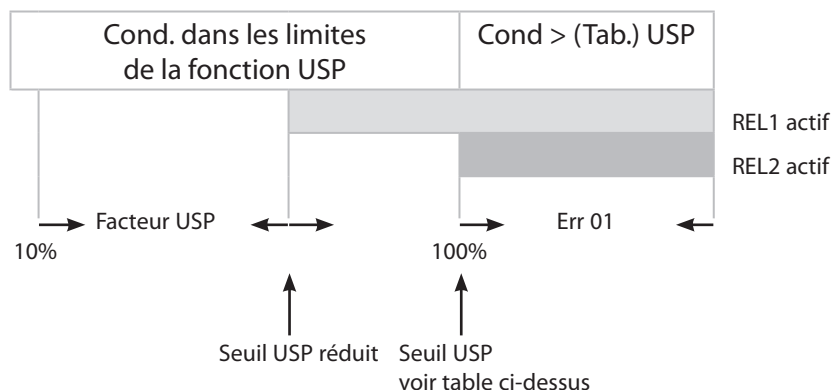 Cond. dans les limites
de la fonction USP
Cond > (Tab.) USP
REL1 actif
REL2 actif
Facteur USP
Err 01
10%
100%
Seuil USP réduit
Seuil USP
voir table ci-dessus